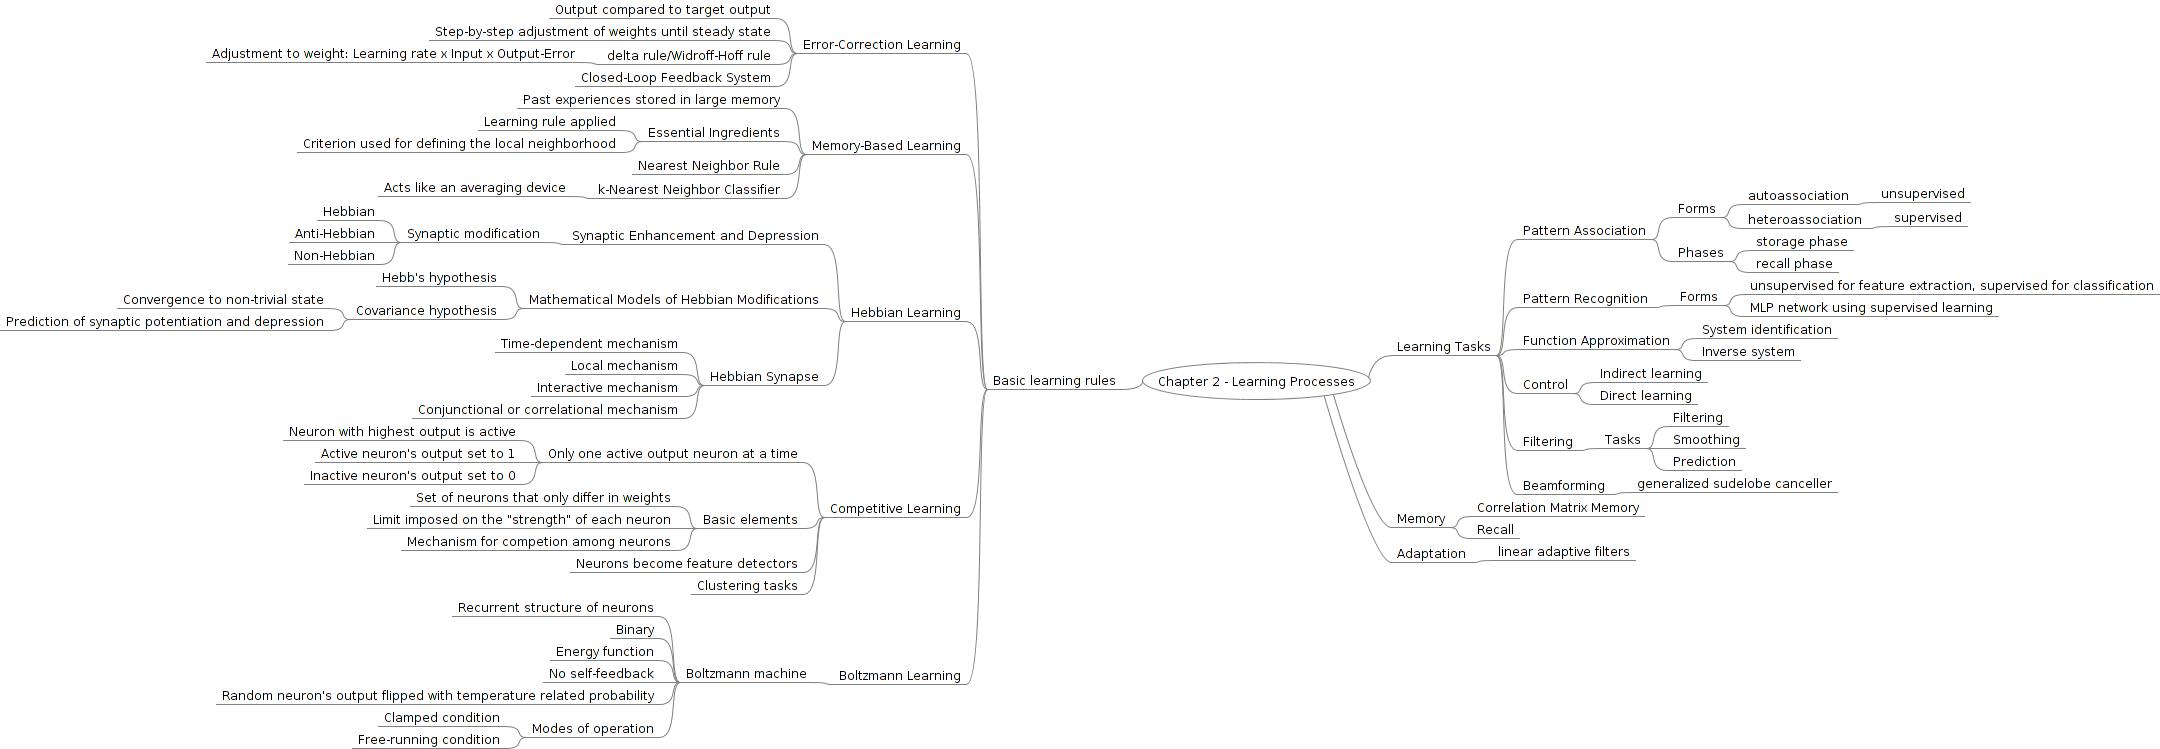 Chapter 2 - Learning Processes
Basic learning rules
Error-Correction Learning
Output compared to target output
Step-by-step adjustment of weights until steady state
delta rule/Widroff-Hoff rule
Adjustment to weight: Learning rate x Input x Output-Error
Closed-Loop Feedback System
Memory-Based Learning
Past experiences stored in large memory
Essential Ingredients
Learning rule applied
Criterion used for defining the local neighborhood
Nearest Neighbor Rule
k-Nearest Neighbor Classifier
Acts like an averaging device
Hebbian Learning
Synaptic Enhancement and Depression
Synaptic modification
Hebbian
Anti-Hebbian
Non-Hebbian
Mathematical Models of Hebbian Modifications
Hebb's hypothesis
Covariance hypothesis
Convergence to non-trivial state
Prediction of synaptic potentiation and depression
Hebbian Synapse
Time-dependent mechanism
Local mechanism
Interactive mechanism
Conjunctional or correlational mechanism
Competitive Learning
Only one active output neuron at a time
Neuron with highest output is active
Active neuron's output set to 1
Inactive neuron's output set to 0
Basic elements
Set of neurons that only differ in weights
Limit imposed on the "strength" of each neuron
Mechanism for competion among neurons
Neurons become feature detectors
Clustering tasks
Boltzmann Learning
Boltzmann machine
Recurrent structure of neurons
Binary
Energy function
No self-feedback
Random neuron's output flipped with temperature related probability
Modes of operation
Clamped condition
Free-running condition
Learning Tasks
Pattern Association
Forms
autoassociation
unsupervised
heteroassociation
supervised
Phases
storage phase
recall phase
Pattern Recognition
Forms
unsupervised for feature extraction, supervised for classification
MLP network using supervised learning
Function Approximation
System identification
Inverse system
Control
Indirect learning
Direct learning
Filtering
Tasks
Filtering
Smoothing
Prediction
Beamforming
generalized sudelobe canceller
Memory
Correlation Matrix Memory
Recall
Adaptation
linear adaptive filters